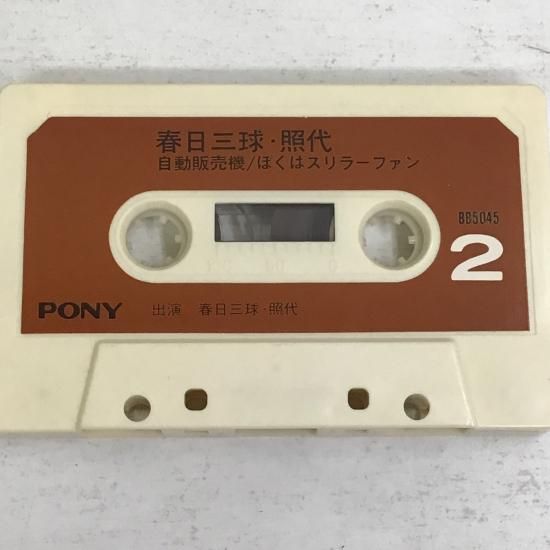 春日三球・照代
自動販売機/ぼくはスリラーファン
BB5045
2
PONY
出演 春日三球・照代